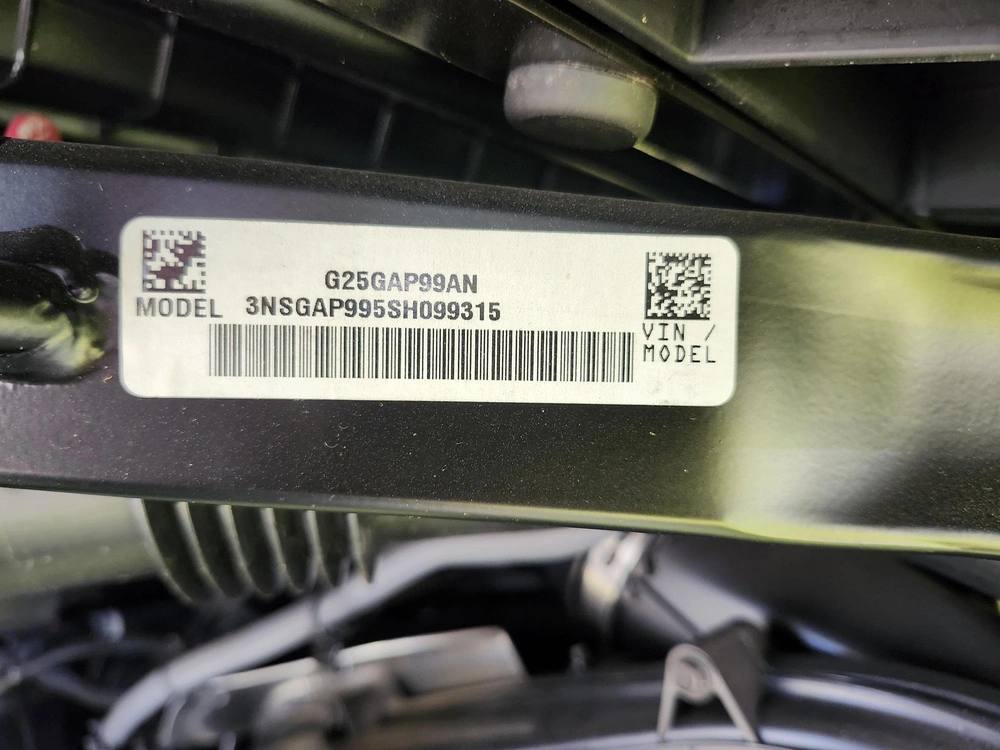 G25GAP99AN
MODEL 3NSGAP995SH099315
VIN /
MODEL